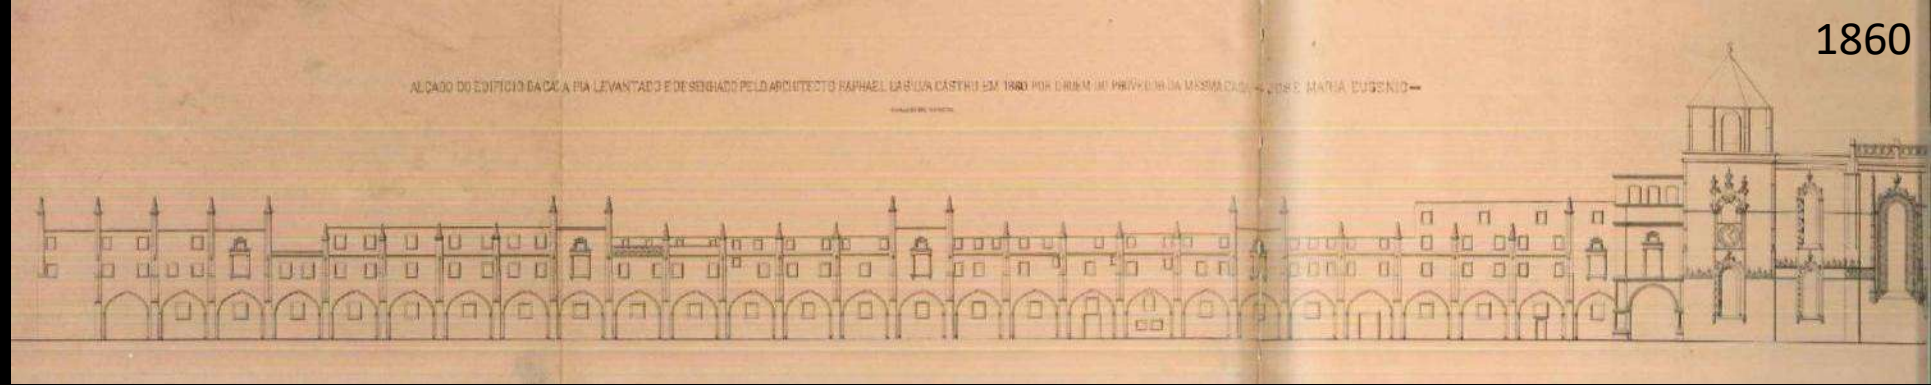 1860
ALÇADO DO EDIFICIO DA CASA PIA LEVANTADO E DESENHADO PELO ARCHITECTO RAPHAEL DA SILVA CASTRO EM 1860 POR ORDEM DO PROVEDOR DA MESMA CASA JOSÉ MARIA EUGENIO